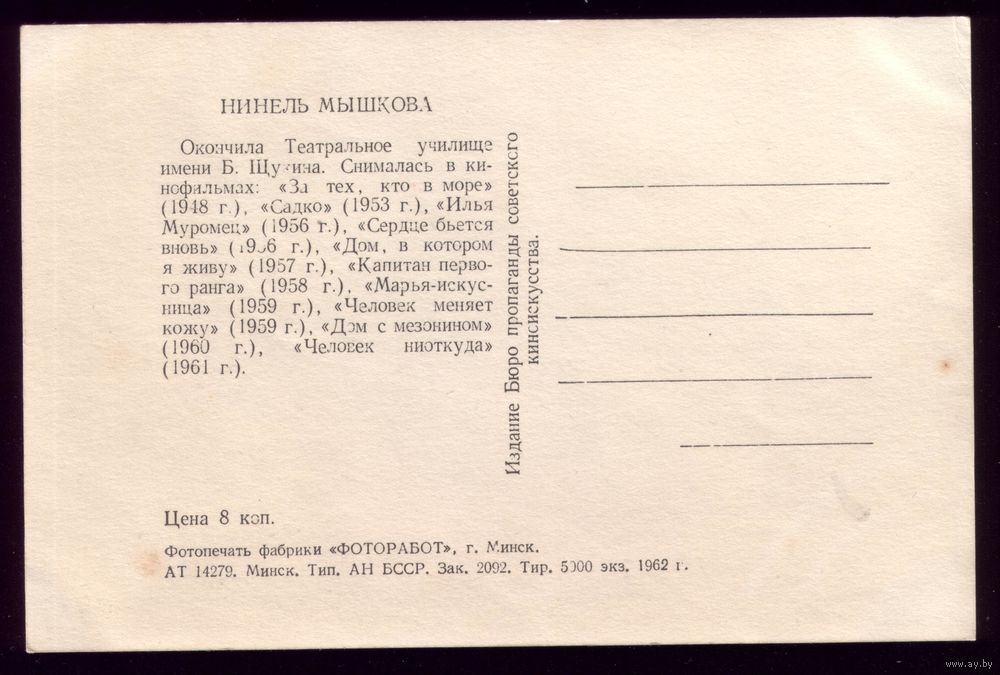 НИНЕЛЬ МЫШКОВА
Окончила Театральное училище
имени Б. Щукина. Снималась в ки-
нофильмах: «За тех, кто в море»
(1948 г.), «Садко» (1953 г.), «Илья
Муромец» (1956 г.), «Сердце бьется
вновь» (1956 г.), «Дом, в котором
я живу» (1957 г.), «Капитан перво-
го ранга» (1958 г.), «Марья-искус-
ница» (1959 г.), «Человек меняет
кожу» (1959 г.), «Дом с мезонином»
(1960 г.), «Человек ниоткуда»
(1961 г.).
Издание Бюро пропаганды советского
киноискусства.
Цена 8 коп.
Фотопечать фабрики «ФОТОРАБОТ», г. Минск.
АТ 14279. Минск. Тип. АН БССР. Зак. 2092. Тир. 5000 экз. 1962 г.
www.ay.by